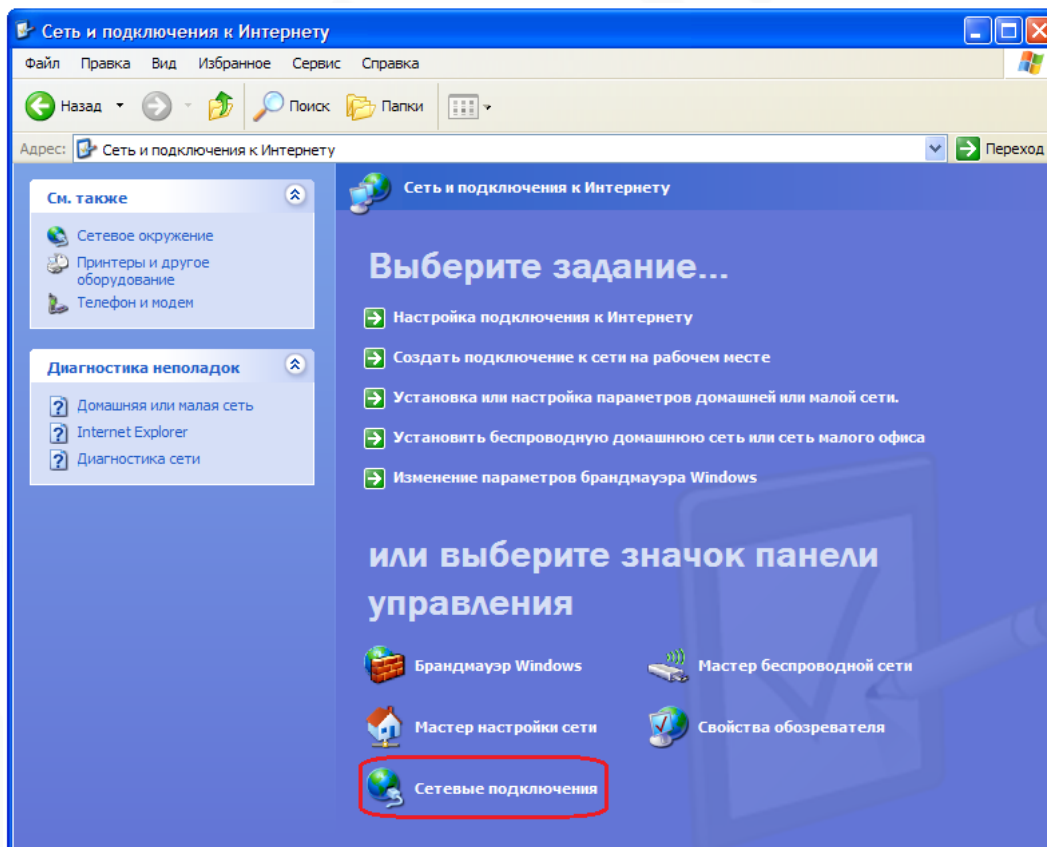 Сеть и подключения к Интернету
Файл Правка Вид Избранное Сервис Справка
Назад Поиск Папки
Адрес: Сеть и подключения к Интернету Переход
См. также
Сетевое окружение
Принтеры и другое
оборудование
Телефон и модем
Диагностика неполадок
Домашняя или малая сеть
Internet Explorer
Диагностика сети
Сеть и подключения к Интернету
Выберите задание...
Настройка подключения к Интернету
Создать подключение к сети на рабочем месте
Установка или настройка параметров домашней или малой сети.
Установить беспроводную домашнюю сеть или сеть малого офиса
Изменение параметров брандмауэра Windows
или выберите значок панели
управления
Брандмауэр Windows Мастер беспроводной сети
Мастер настройки сети Свойства обозревателя
Сетевые подключения